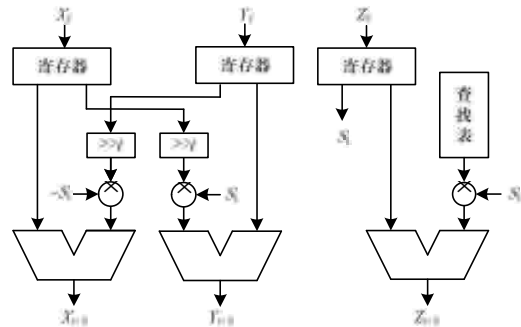 X_i
Y_i
Z_i
寄存器
寄存器
寄存器
查找表
>>i
>>i
S_i
-S_i
S_i
S_i
X_{i+1}
Y_{i+1}
Z_{i+1}